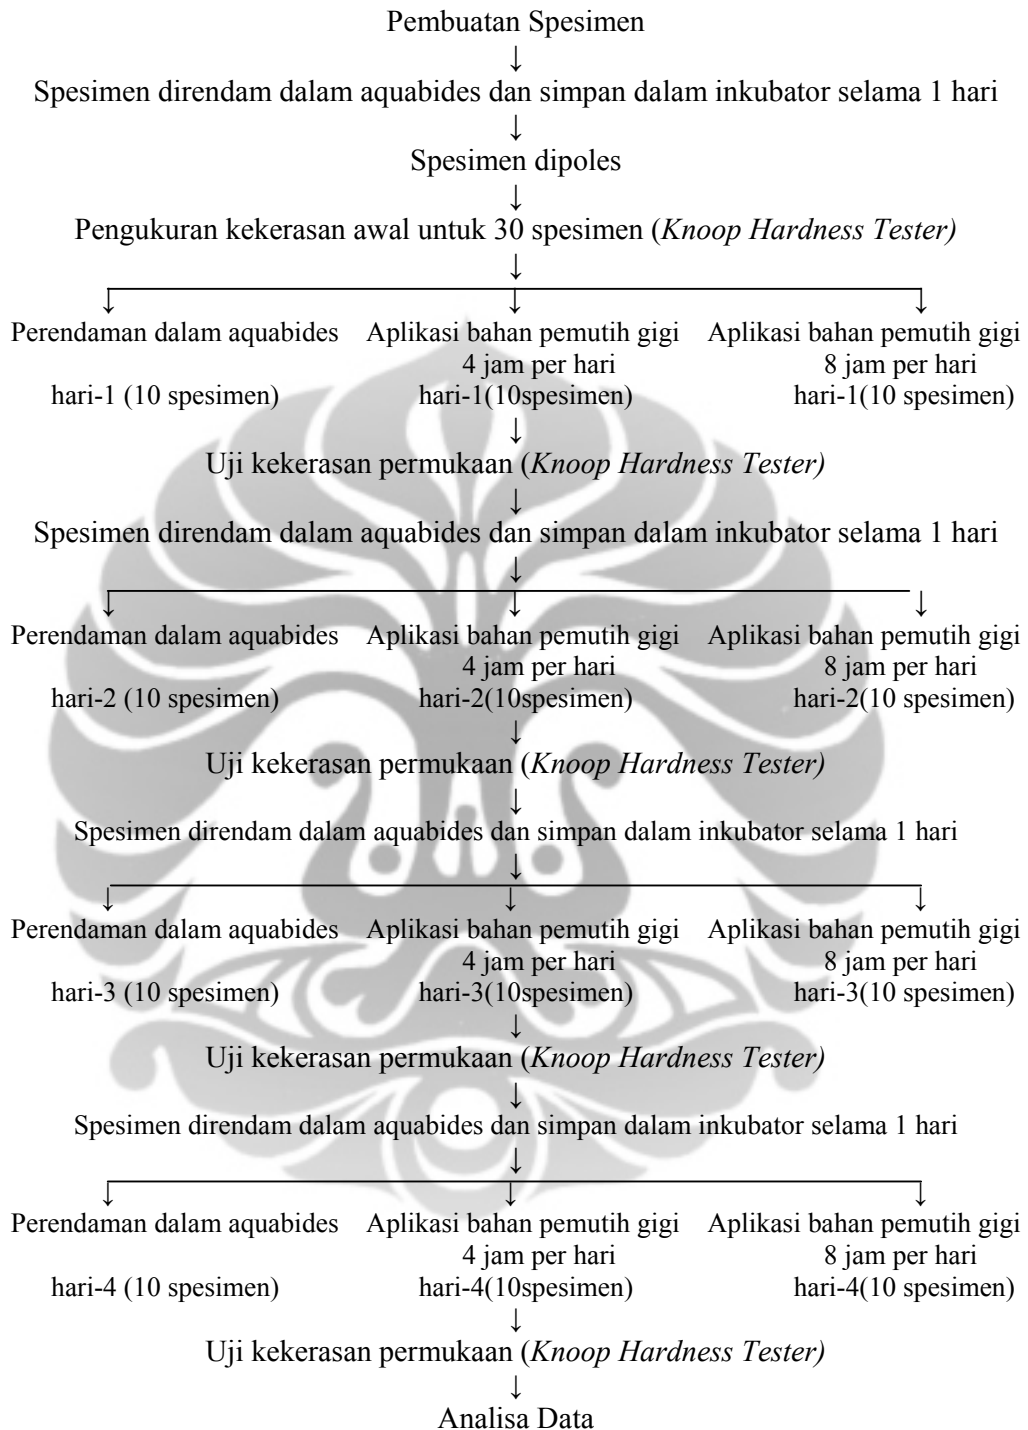 Pembuatan Spesimen
↓
Spesimen direndam dalam aquabides dan simpan dalam inkubator selama 1 hari
↓
Spesimen dipoles
↓
Pengukuran kekerasan awal untuk 30 spesimen (Knoop Hardness Tester)
↓
↓ ↓ ↓
Perendaman dalam aquabides Aplikasi bahan pemutih gigi Aplikasi bahan pemutih gigi
4 jam per hari 8 jam per hari
hari-1 (10 spesimen) hari-1(10spesimen) hari-1(10 spesimen)
↓
Uji kekerasan permukaan (Knoop Hardness Tester)
↓
Spesimen direndam dalam aquabides dan simpan dalam inkubator selama 1 hari
↓
↓ ↓ ↓
Perendaman dalam aquabides Aplikasi bahan pemutih gigi Aplikasi bahan pemutih gigi
4 jam per hari 8 jam per hari
hari-2 (10 spesimen) hari-2(10spesimen) hari-2(10 spesimen)
↓
Uji kekerasan permukaan (Knoop Hardness Tester)
↓
Spesimen direndam dalam aquabides dan simpan dalam inkubator selama 1 hari
↓
↓ ↓ ↓
Perendaman dalam aquabides Aplikasi bahan pemutih gigi Aplikasi bahan pemutih gigi
4 jam per hari 8 jam per hari
hari-3 (10 spesimen) hari-3(10spesimen) hari-3(10 spesimen)
↓
Uji kekerasan permukaan (Knoop Hardness Tester)
↓
Spesimen direndam dalam aquabides dan simpan dalam inkubator selama 1 hari
↓
↓ ↓ ↓
Perendaman dalam aquabides Aplikasi bahan pemutih gigi Aplikasi bahan pemutih gigi
4 jam per hari 8 jam per hari
hari-4 (10 spesimen) hari-4(10spesimen) hari-4(10 spesimen)
↓
Uji kekerasan permukaan (Knoop Hardness Tester)
↓
Analisa Data